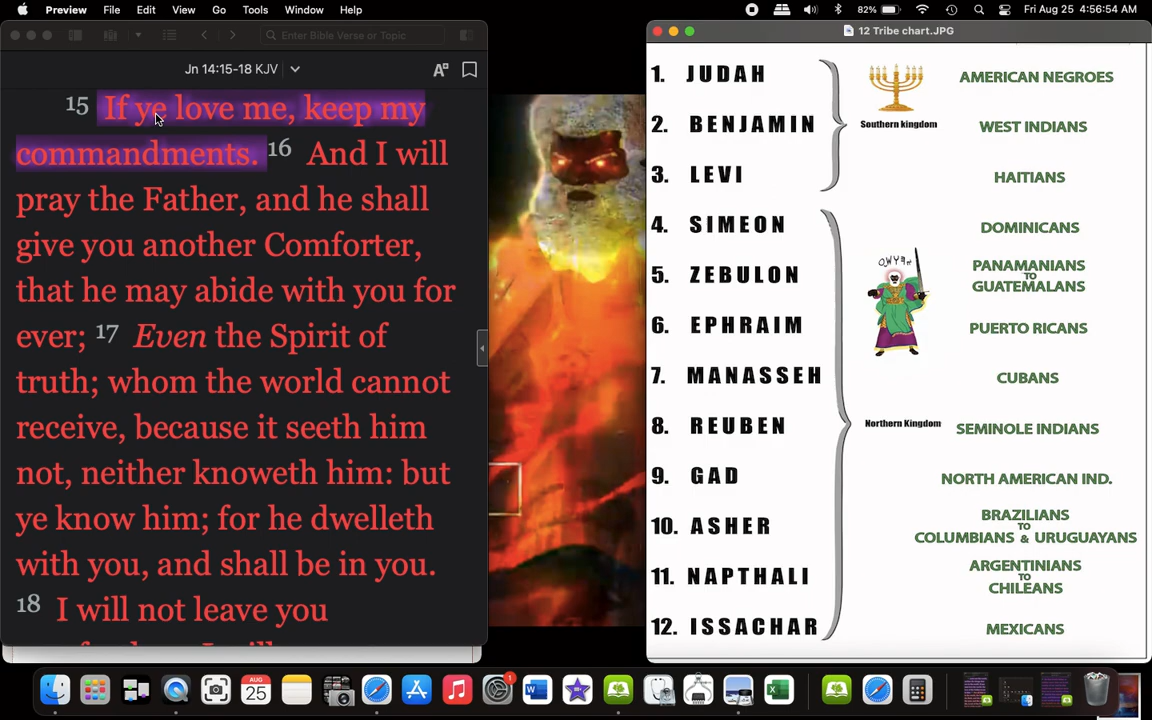 Preview File Edit View Go Tools Window Help
82%
Fri Aug 25 4:56:54 AM
Enter Bible Verse or Topic
Jn 14:15-18 KJV
15 If ye love me, keep my
commandments. 16 And I will
pray the Father, and he shall
give you another Comforter,
that he may abide with you for
ever; 17 Even the Spirit of
truth; whom the world cannot
receive, because it seeth him
not, neither knoweth him: but
ye know him; for he dwelleth
with you, and shall be in you.
18 I will not leave you
12 Tribe chart.JPG
1. JUDAH
2. BENJAMIN
3. LEVI
4. SIMEON
5. ZEBULON
6. EPHRAIM
7. MANASSEH
8. REUBEN
9. GAD
10. ASHER
11. NAPTHALI
12. ISSACHAR
Southern kingdom
Northern Kingdom
AMERICAN NEGROES
WEST INDIANS
HAITIANS
DOMINICANS
PANAMANIANS
TO
GUATEMALANS
PUERTO RICANS
CUBANS
SEMINOLE INDIANS
NORTH AMERICAN IND.
BRAZILIANS
TO
COLUMBIANS & URUGUAYANS
ARGENTINIANS
TO
CHILEANS
MEXICANS
AUG
25
1